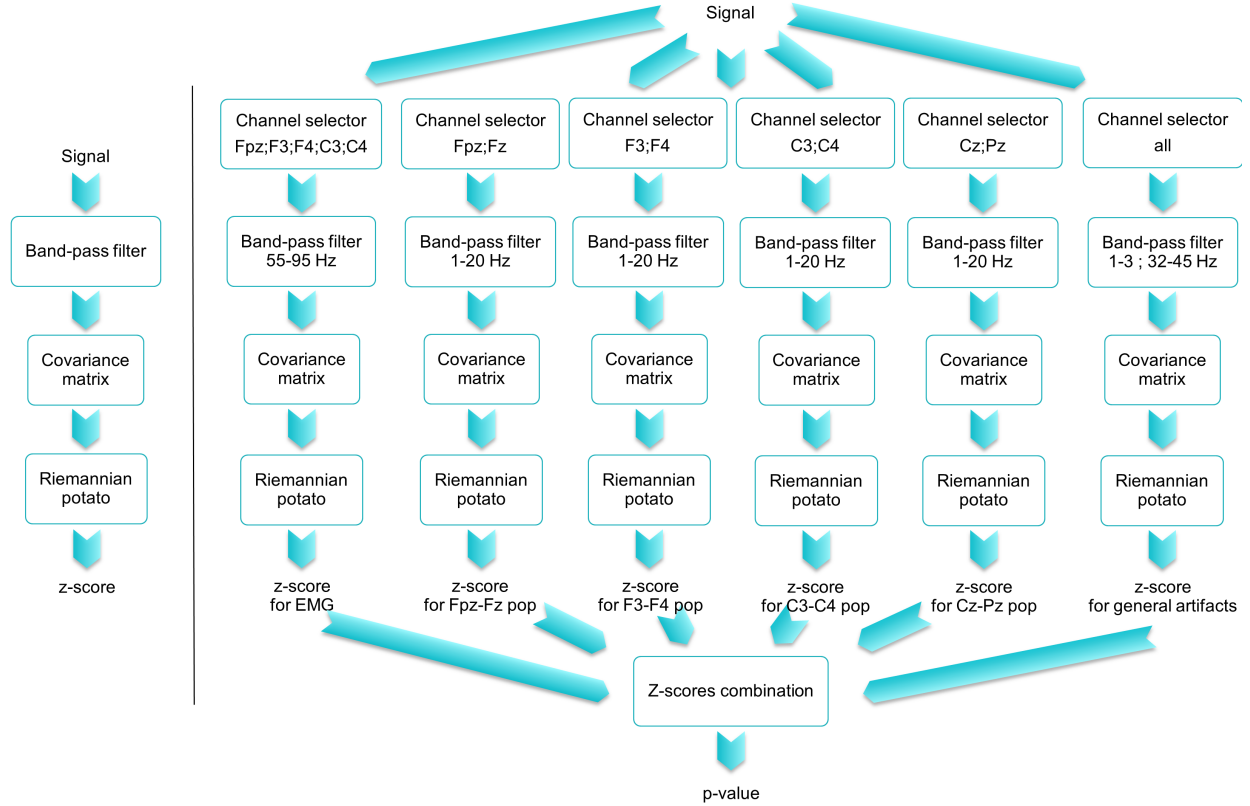 Signal
Band-pass filter
Covariance
matrix
Riemannian
potato
z-score
Signal
Channel selector
Fpz;F3;F4;C3;C4
Band-pass filter
55-95 Hz
Covariance
matrix
Riemannian
potato
z-score
for EMG
Channel selector
Fpz;Fz
Band-pass filter
1-20 Hz
Covariance
matrix
Riemannian
potato
z-score
for Fpz-Fz pop
Channel selector
F3;F4
Band-pass filter
1-20 Hz
Covariance
matrix
Riemannian
potato
z-score
for F3-F4 pop
Channel selector
C3;C4
Band-pass filter
1-20 Hz
Covariance
matrix
Riemannian
potato
z-score
for C3-C4 pop
Channel selector
Cz;Pz
Band-pass filter
1-20 Hz
Covariance
matrix
Riemannian
potato
z-score
for Cz-Pz pop
Channel selector
all
Band-pass filter
1-3 ; 32-45 Hz
Covariance
matrix
Riemannian
potato
z-score
for general artifacts
Z-scores combination
p-value